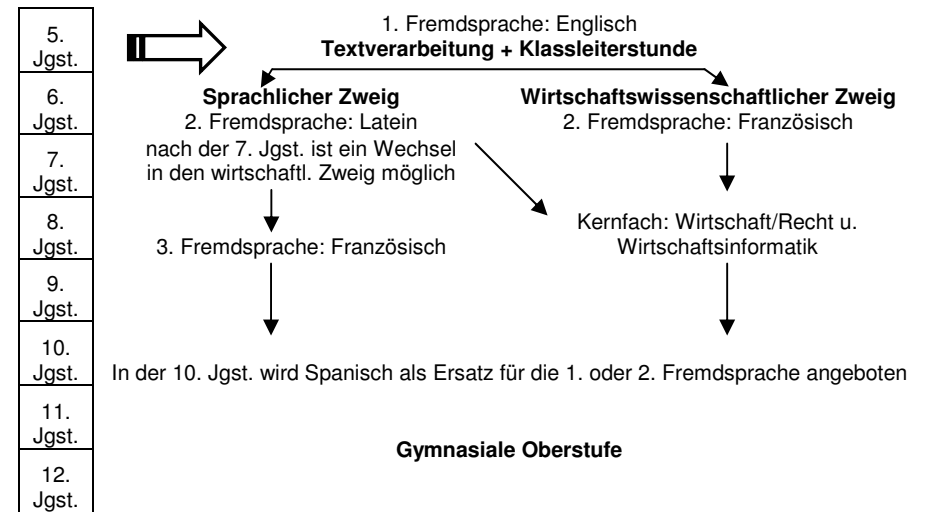 5.
Jgst.
1. Fremdsprache: Englisch
Textverarbeitung + Klassleiterstunde
6.
Jgst.
Sprachlicher Zweig
2. Fremdsprache: Latein
nach der 7. Jgst. ist ein Wechsel
in den wirtschaftl. Zweig möglich
Wirtschaftswissenschaftlicher Zweig
2. Fremdsprache: Französisch
7.
Jgst.
8.
Jgst.
3. Fremdsprache: Französisch
Kernfach: Wirtschaft/Recht u.
Wirtschaftsinformatik
9.
Jgst.
10.
Jgst.
In der 10. Jgst. wird Spanisch als Ersatz für die 1. oder 2. Fremdsprache angeboten
11.
Jgst.
Gymnasiale Oberstufe
12.
Jgst.